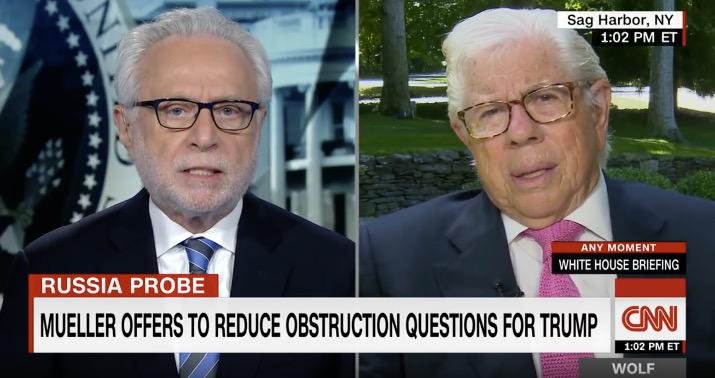 Sag Harbor, NY
1:02 PM ET
ANY MOMENT
WHITE HOUSE BRIEFING
RUSSIA PROBE
MUELLER OFFERS TO REDUCE OBSTRUCTION QUESTIONS FOR TRUMP
CNN
1:02 PM ET
WOLF